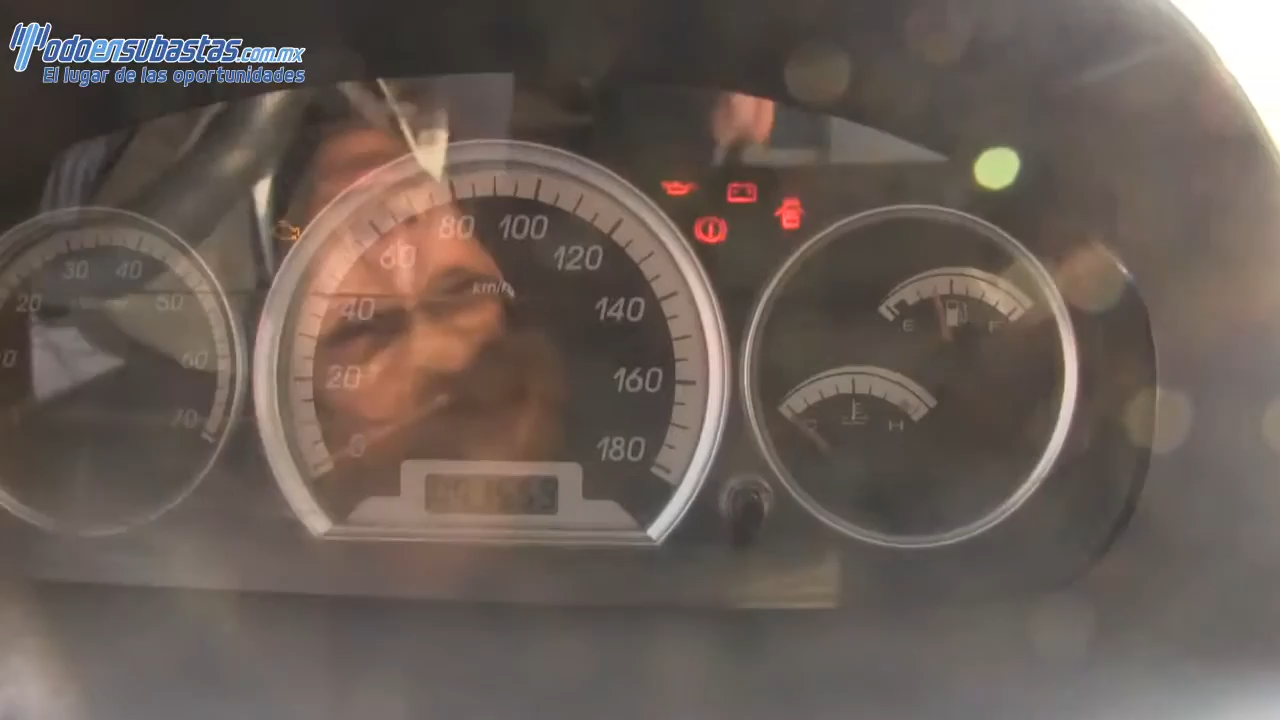 Todoensubastas.com.mx
El lugar de las oportunidades
20 30 40 50 60 70
0 20 40 60 80 100 120 140 160 180
km/h
E F
C H